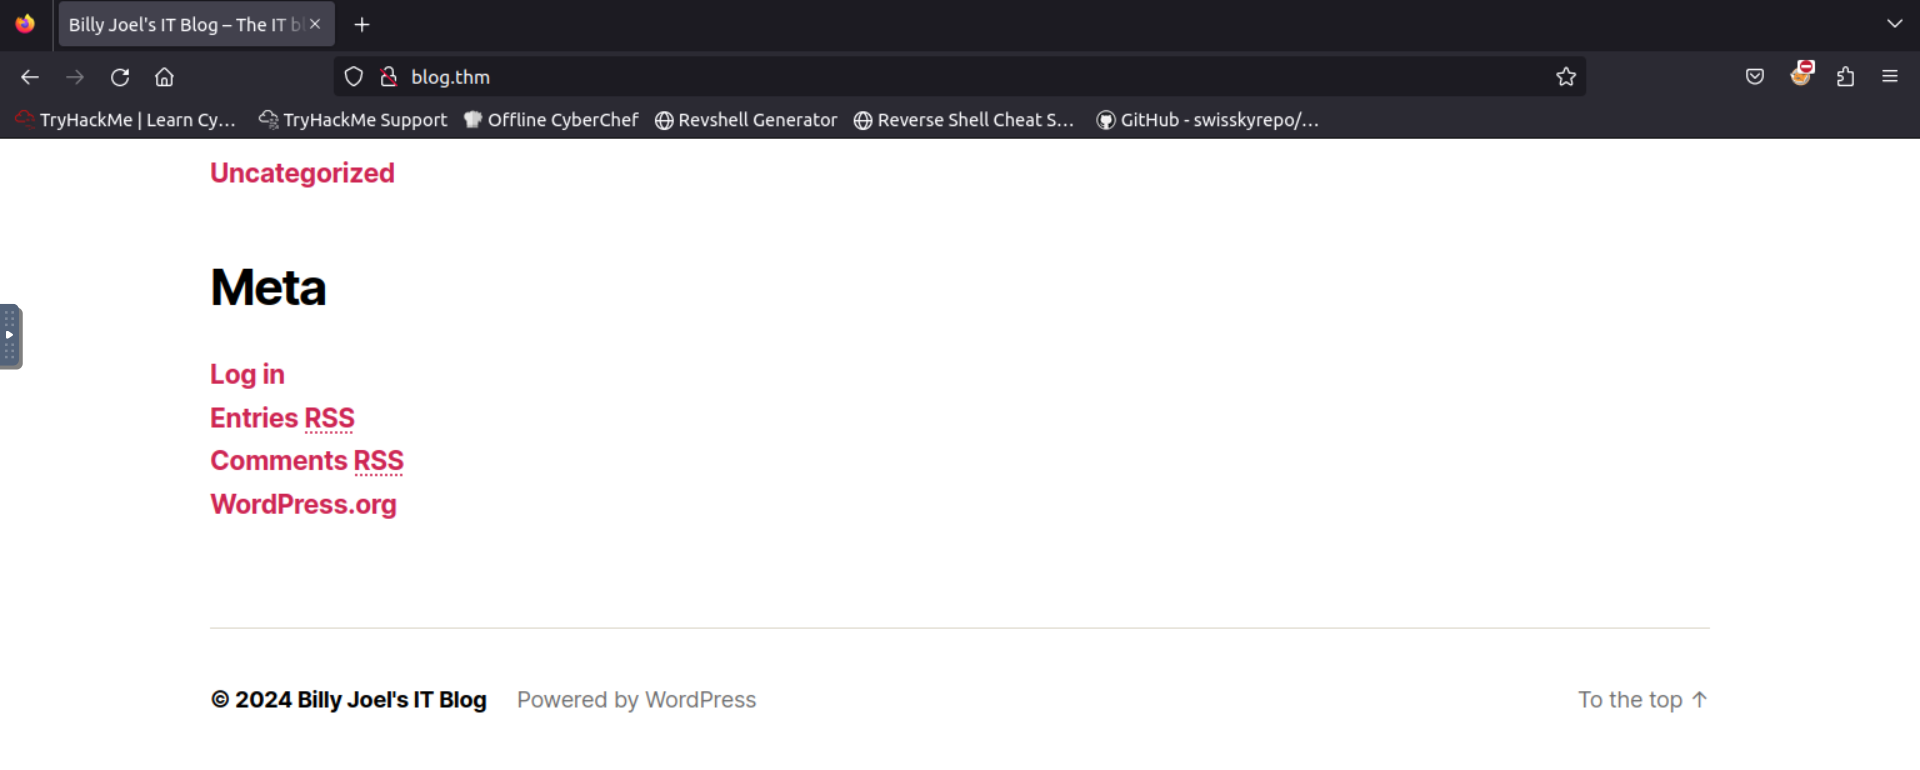 Billy Joel's IT Blog – The IT bl
blog.thm
TryHackMe | Learn Cy… TryHackMe Support Offline CyberChef Revshell Generator Reverse Shell Cheat S… GitHub - swisskyrepo/…
Uncategorized
Meta
Log in
Entries RSS
Comments RSS
WordPress.org
© 2024 Billy Joel's IT Blog Powered by WordPress To the top ↑